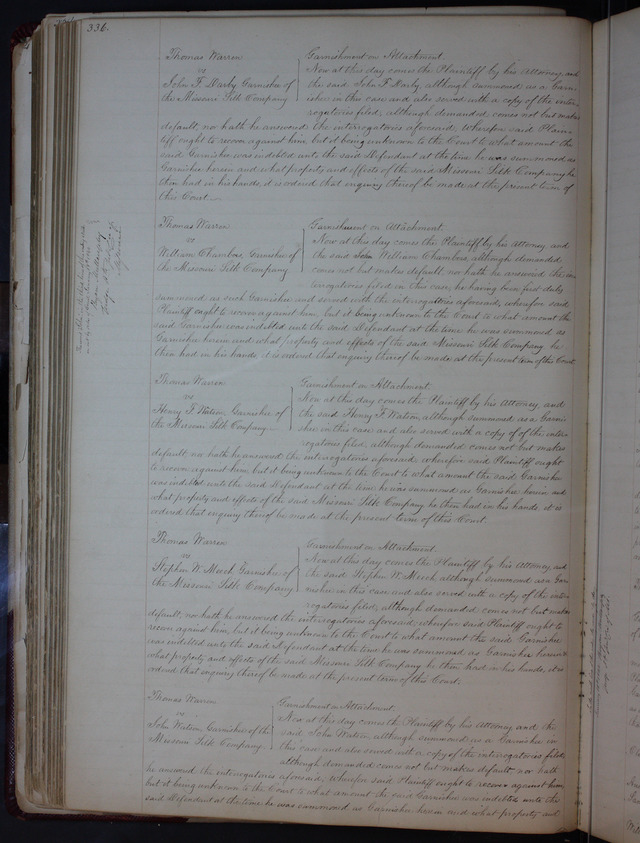 336.
Thomas Warren
vs
John F. Darby Garnishee of
the Missouri Silk Company
Garnishment on Attachment
Now at this day comes the Plaintiff by his Attorney, and
the said John F Darby, although summoned as a Garni-
shee in this case and also served with a copy of the inter-
rogatories filed, although demanded comes not but makes
default, nor hath he answered the interrogatories aforesaid. Wherefore said Plain-
tiff ought to recover against him, but it being unknown to the Court to what amount the
said Garnishee was indebted unto the said Defendant at the time he was summoned as
Garnishee herein and what property and effects of the said Missouri Silk Company he
then had in his hands, it is ordered that enquiry thereof be made at the present term of
this Court.
Thomas Warren
vs
William Chambers, Garnishee of
the Missouri Silk Company
Garnishment on Attachment.
Now at this day comes the Plaintiff by his Attorney and
the said William Chambers, although demanded
comes not but makes default nor hath he answered the in-
terrogatories filed in this case, he having been first duly
summoned as such Garnishee and served with the interrogatories aforesaid, wherefore said
Plaintiff ought to recover against him, but it being unknown to the Court to what amount the
said Garnishee was indebted unto the said Defendant at the time he was summoned as
Garnishee herein and what property and effects of the said Missouri Silk Company he
then had in his hands it is ordered that enquiry thereof be made at the present term of this Court
Thomas Warren
vs
Henry F Watson, Garnishee of
the Missouri Silk Company
Garnishment on Attachment.
Now at this day comes the Plaintiff by his Attorney, and
the said Henry F Watson, although summoned as a Garni-
shee in this case and also served with a copy of of the inter-
rogatories filed, although demanded comes not but makes
default nor hath he answered the interrogatories aforesaid, wherefore said Plaintiff ought
to recover against him, but it being unknown to the Court to what amount the said Garnishee
was indebted unto the said Defendant at the time he was summoned as Garnishee herein and
what property and effects of the said Missouri Silk Company he then had in his hands, it is
ordered that enquiry thereof be made at the present term of this Court
Thomas Warren
vs
Stephen W. Meech, Garnishee of
the Missouri Silk Company
Garnishment on Attachment.
Now at this day comes the Plaintiff by his Attorney and
the said Stephen W. Meech although summoned as a Gar-
nishee in this case and also served with a copy of the inter-
rogatories filed, although demanded comes not but makes
default, nor hath he answered the interrogatories aforesaid; wherefore said Plaintiff ought to
recover against him, but it being unknown to the Court to what amount the said Garnishee
was indebted unto the said Defendant at the time he was summoned as Garnishee herein &
what property and effects of the said Missouri Silk Company he then had in his hands, it is
ordered that enquiry thereof be made at the present term of this Court.
Thomas Warren
vs
John Watson, Garnishee of the
Missouri Silk Company
Garnishment on Attachment.
Now at this day comes the Plaintiff by his Attorney and the
said John Watson although summoned as a Garnishee in
this case and also served with a copy of the interrogatories filed,
although demanded comes not but makes default nor hath
he answered the interrogatories aforesaid, wherefore said Plaintiff ought to recover against him
but it being unknown to the Court to what amount the said Garnishee was indebted unto the
said Defendant at the time he was summoned as Garnishee herein and what property and